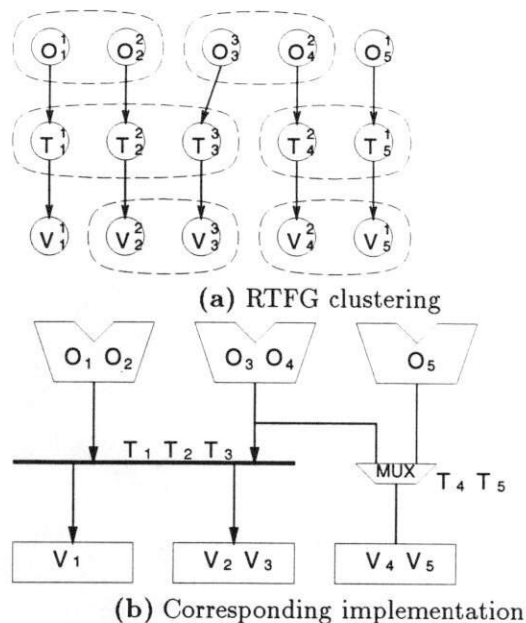 O₁¹ O₂² O₃³ O₄² O₅¹
T₁¹ T₂² T₃³ T₄² T₅¹
V₁¹ V₂² V₃³ V₄² V₅¹
(a) RTFG clustering
O₁ O₂ O₃ O₄ O₅
T₁ T₂ T₃
MUX
T₄ T₅
V₁ V₂ V₃ V₄ V₅
(b) Corresponding implementation